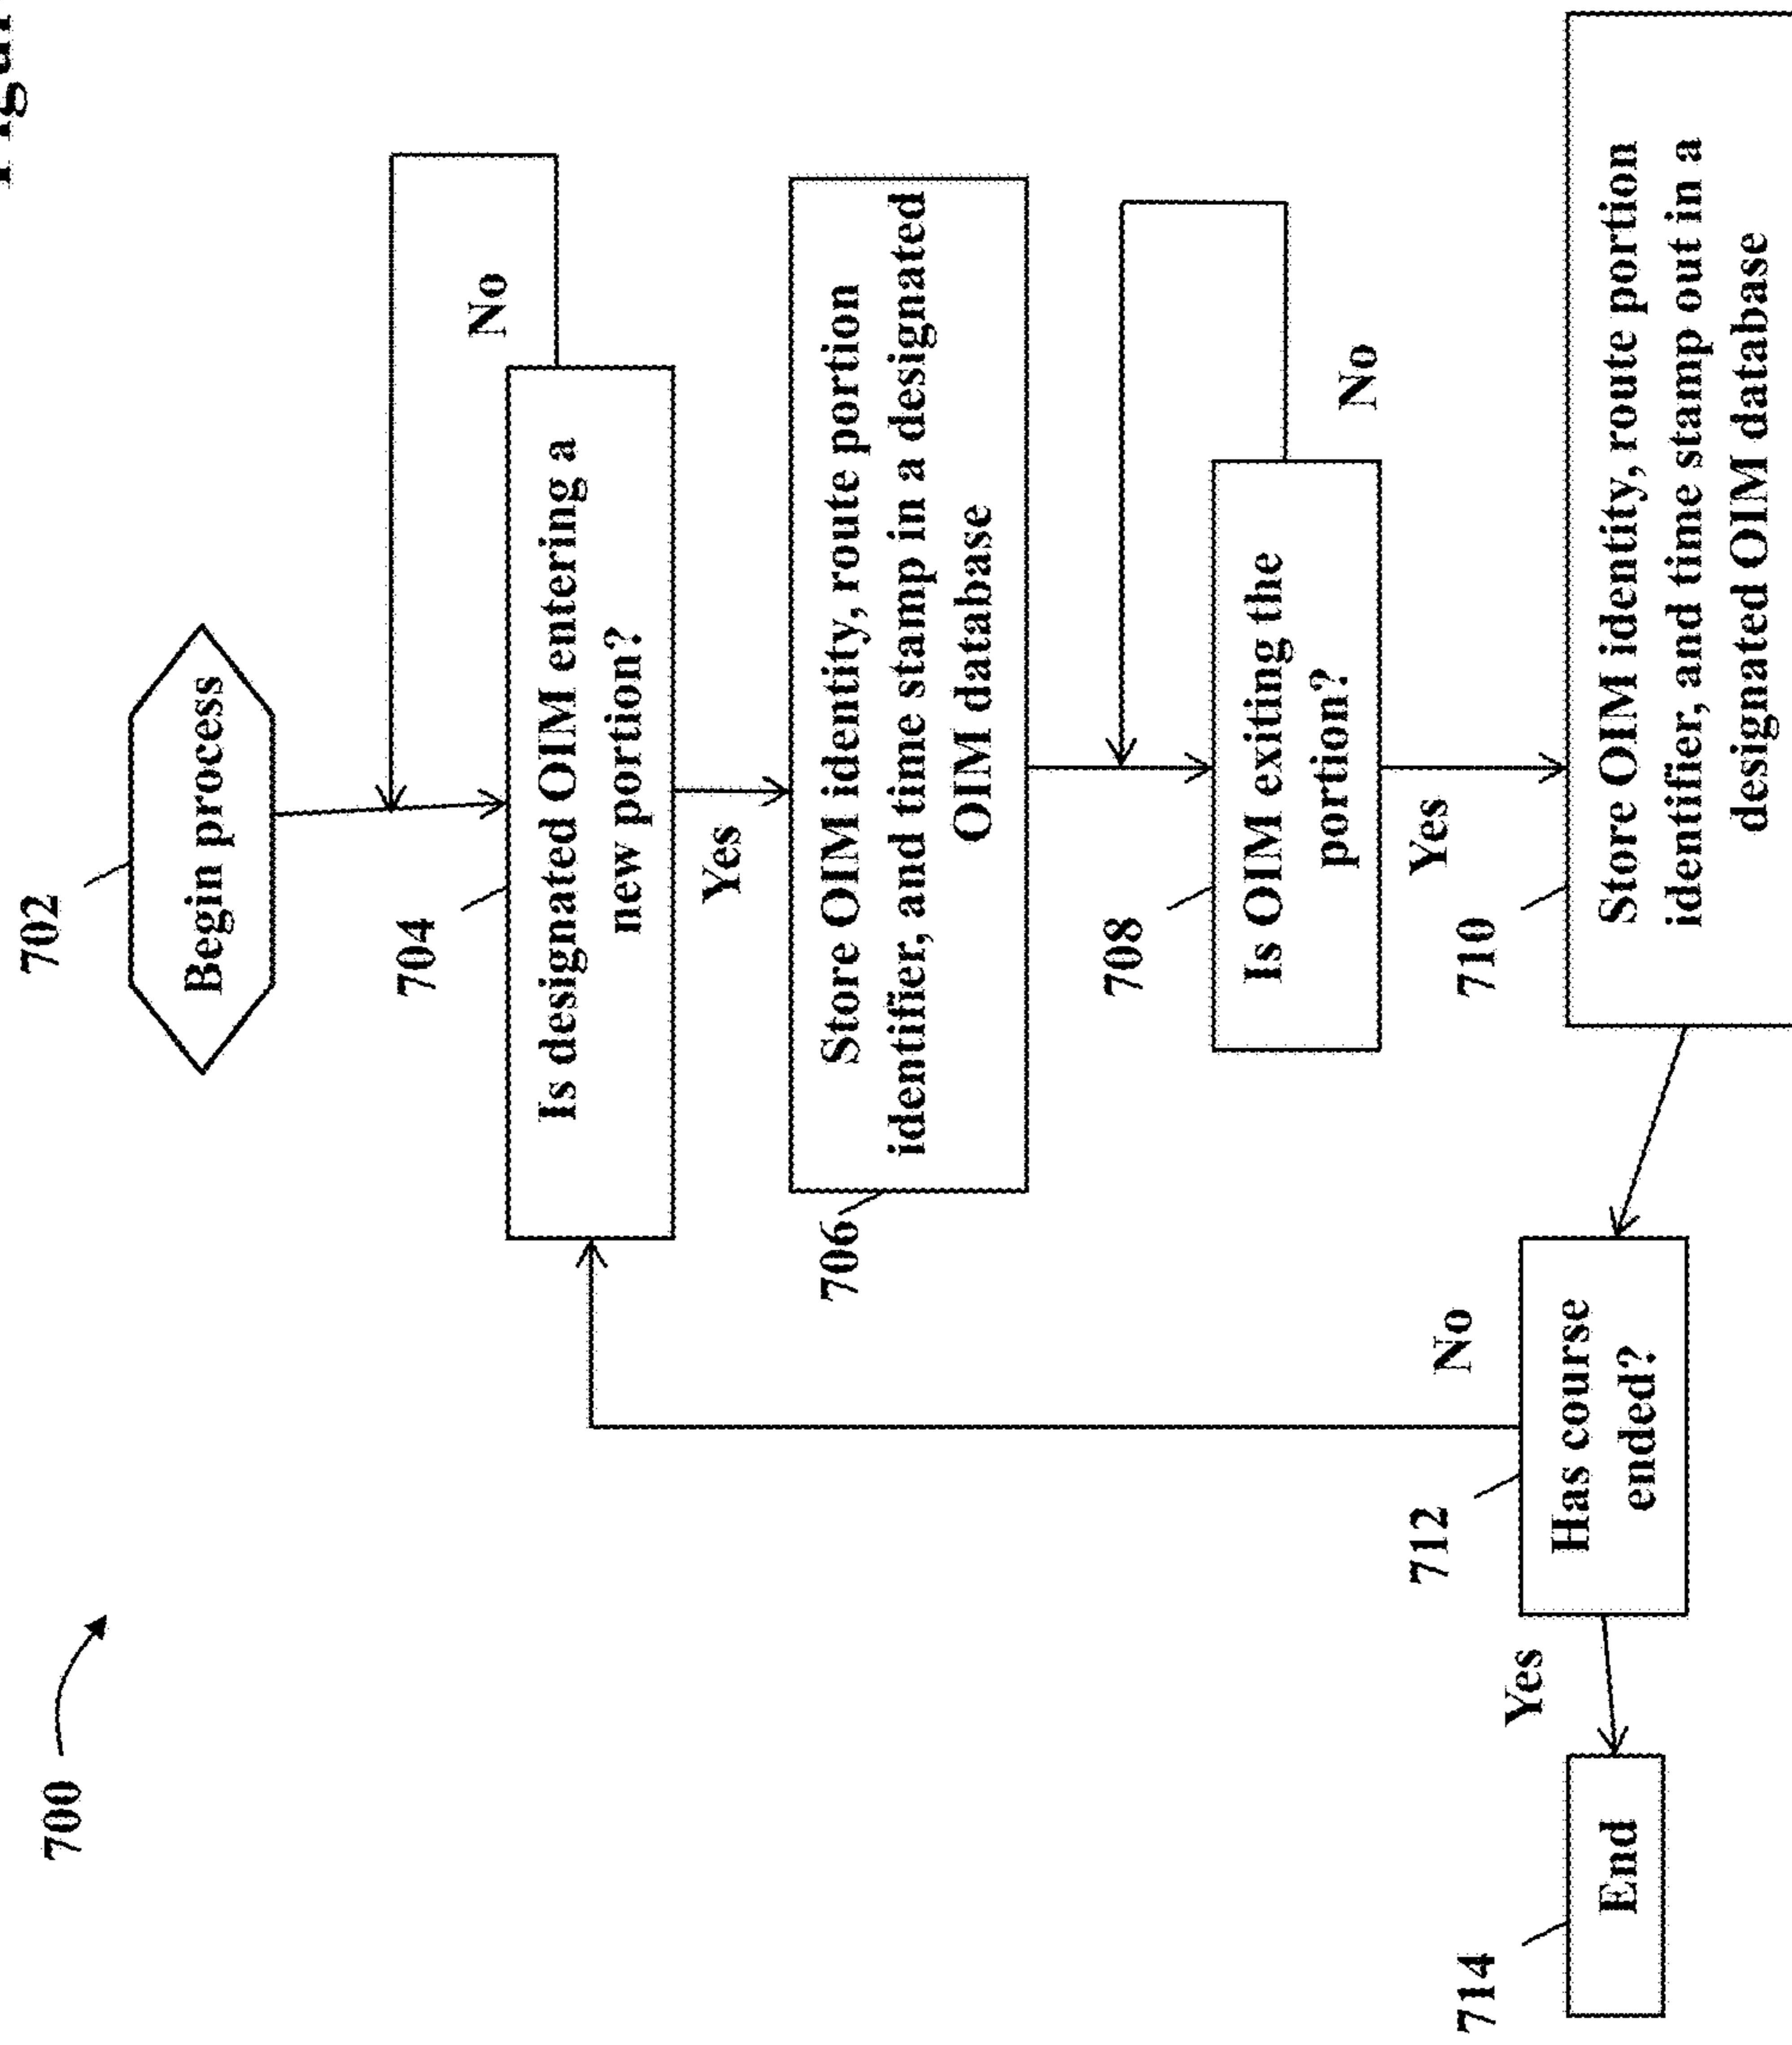 700
702
Begin process
704
Is designated OIM entering a
new portion?
No
Yes
706
Store OIM identity, route portion
identifier, and time stamp in a designated
OIM database
708
Is OIM exiting the
portion?
No
Yes
710
Store OIM identity, route portion
identifier, and time stamp out in a
designated OIM database
712
Has course
ended?
No
Yes
714
End